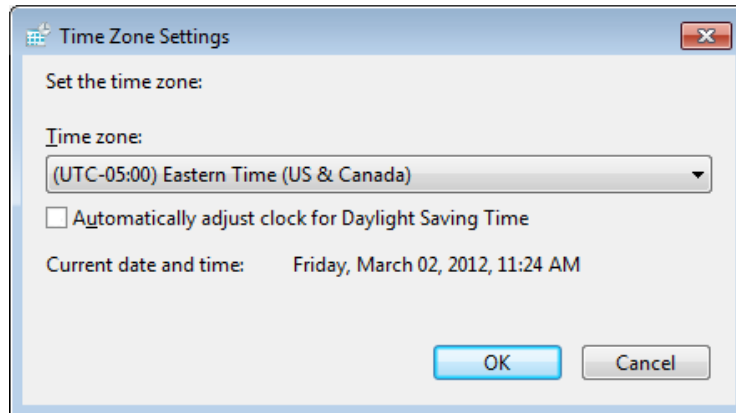 Time Zone Settings
Set the time zone:
Time zone:
(UTC-05:00) Eastern Time (US & Canada)
Automatically adjust clock for Daylight Saving Time
Current date and time: Friday, March 02, 2012, 11:24 AM
OK Cancel